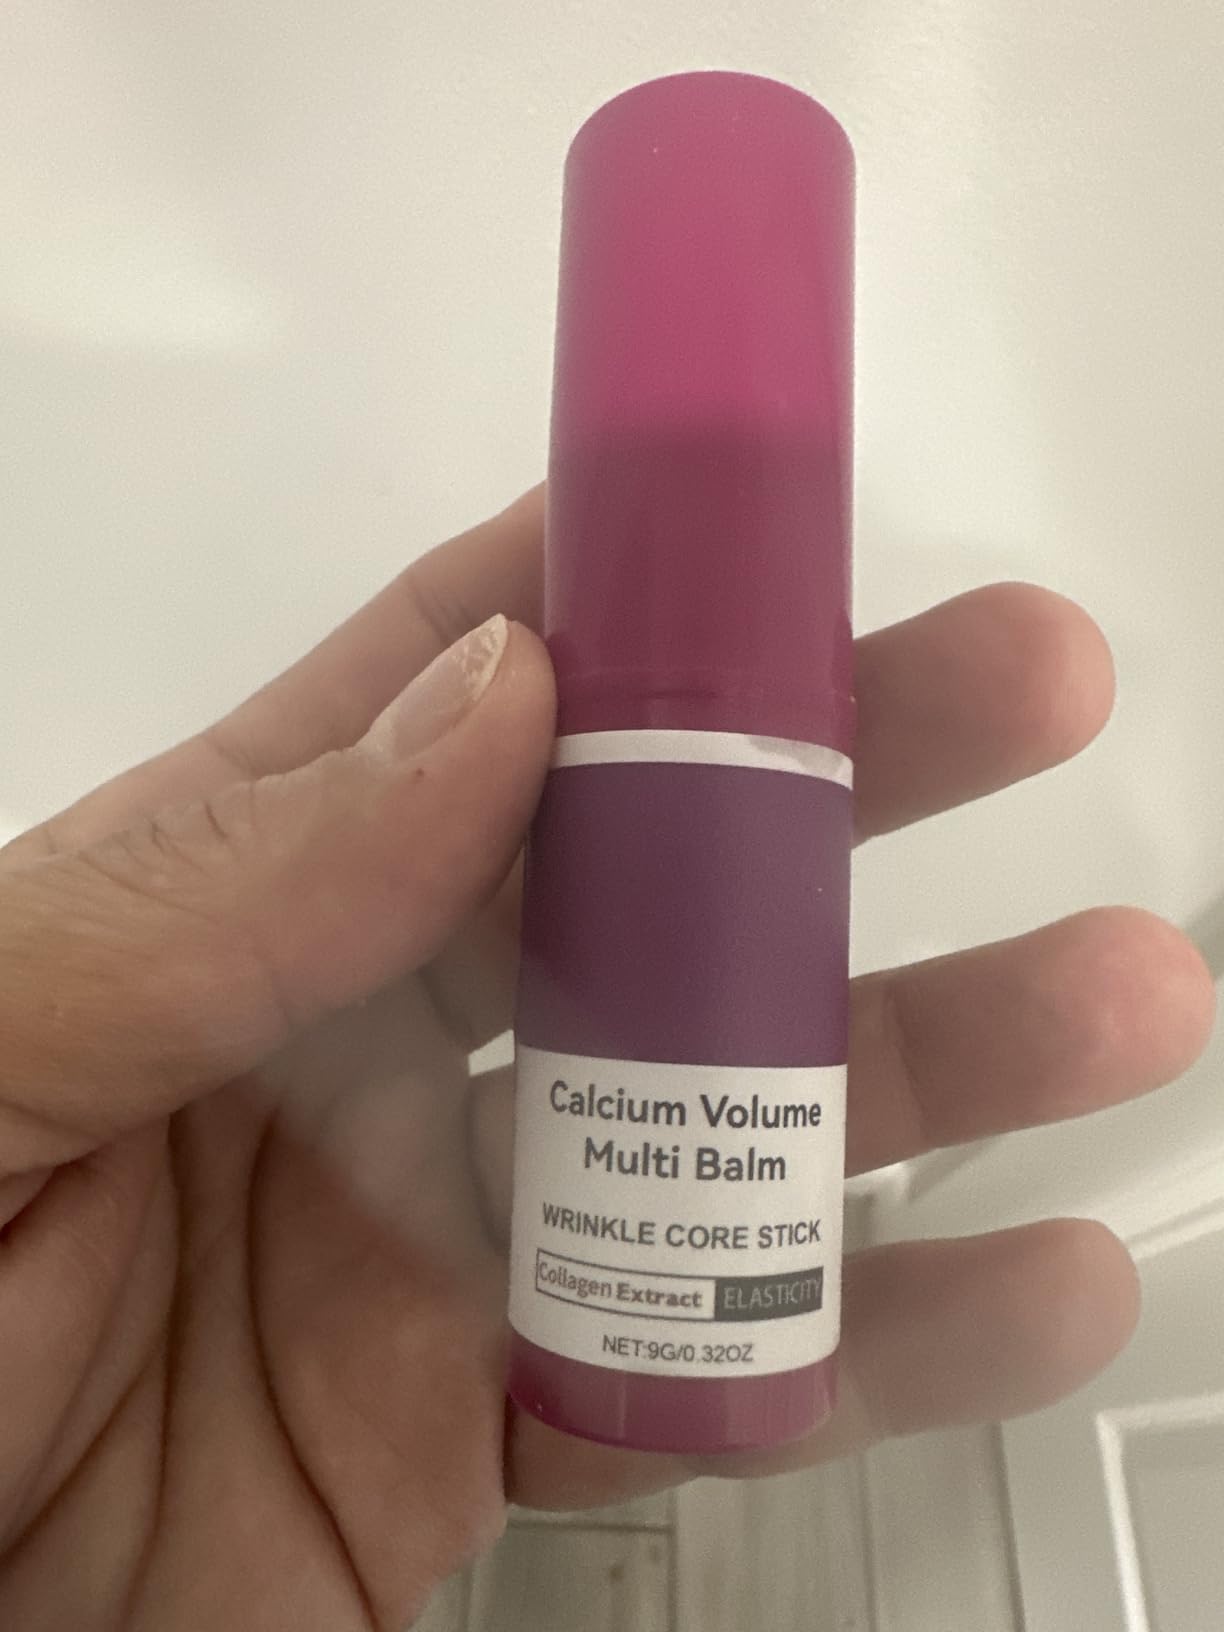 Calcium Volume
Multi Balm
WRINKLE CORE STICK
Collagen Extract ELASTICITY
NET:9G/0.32OZ